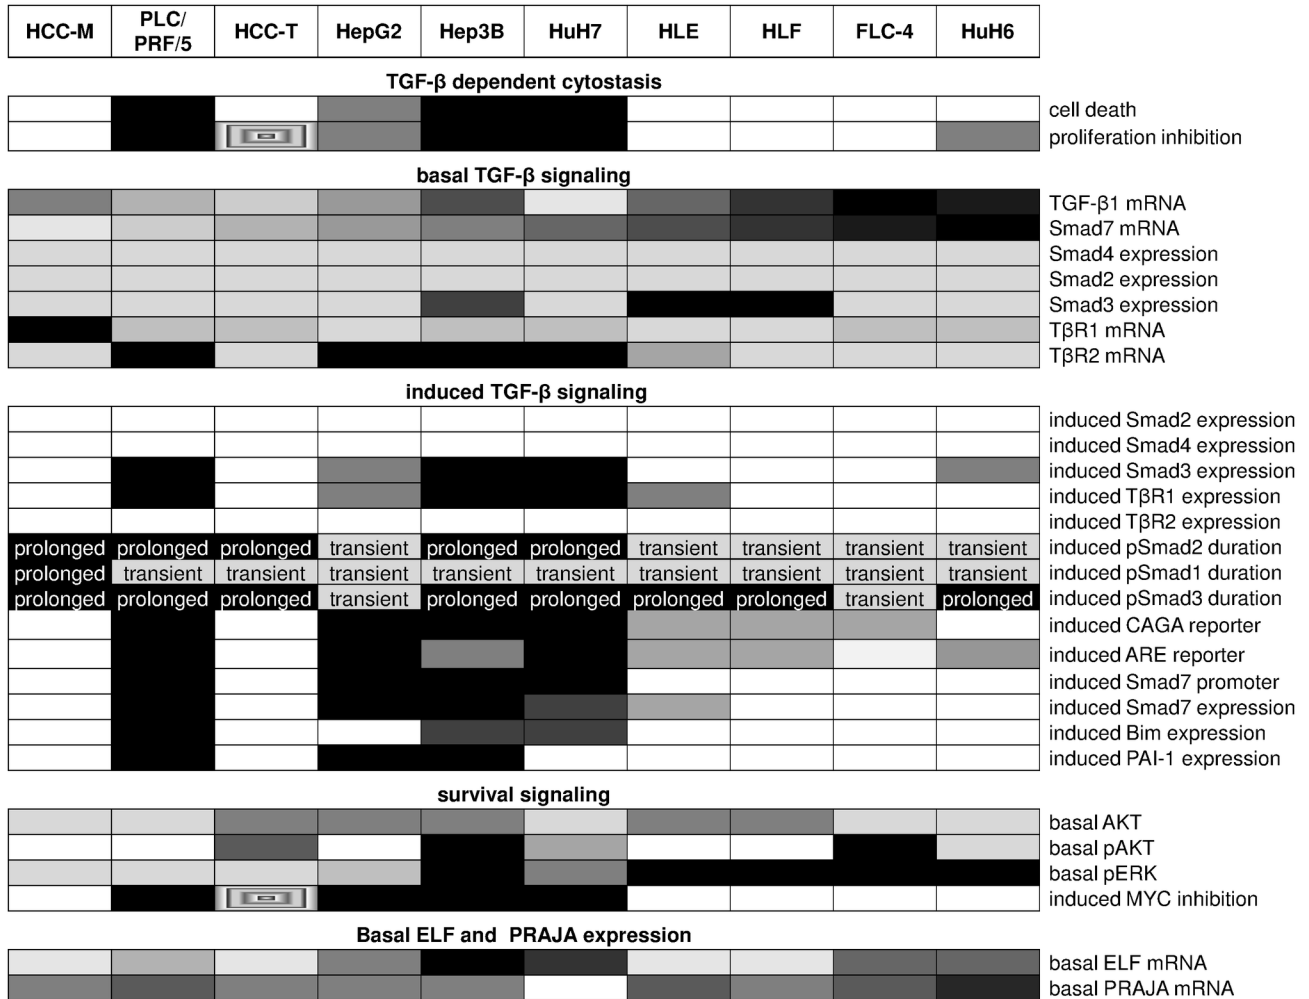 HCC-M PLC/PRF/5 HCC-T HepG2 Hep3B HuH7 HLE HLF FLC-4 HuH6
TGF-β dependent cytostasis
cell death
proliferation inhibition
basal TGF-β signaling
TGF-β1 mRNA
Smad7 mRNA
Smad4 expression
Smad2 expression
Smad3 expression
TβR1 mRNA
TβR2 mRNA
induced TGF-β signaling
induced Smad2 expression
induced Smad4 expression
induced Smad3 expression
induced TβR1 expression
induced TβR2 expression
prolonged prolonged prolonged transient prolonged prolonged transient transient transient transient induced pSmad2 duration
prolonged transient transient transient transient transient transient transient transient transient induced pSmad1 duration
prolonged prolonged prolonged transient prolonged prolonged prolonged prolonged transient prolonged induced pSmad3 duration
induced CAGA reporter
induced ARE reporter
induced Smad7 promoter
induced Smad7 expression
induced Bim expression
induced PAI-1 expression
survival signaling
basal AKT
basal pAKT
basal pERK
induced MYC inhibition
Basal ELF and PRAJA expression
basal ELF mRNA
basal PRAJA mRNA